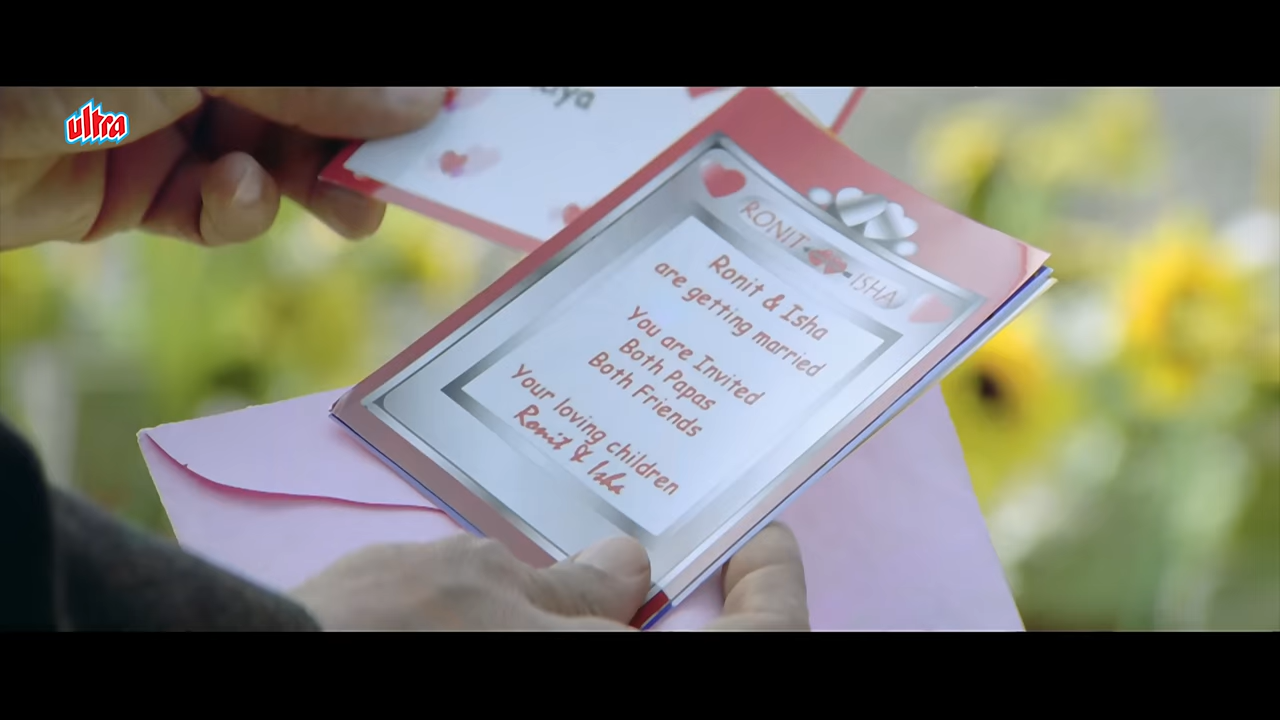 ultra
RONIT ISHA
Ronit & Isha
are getting married
You are Invited
Both Papas
Both Friends
Your loving children
Ronit & Isha